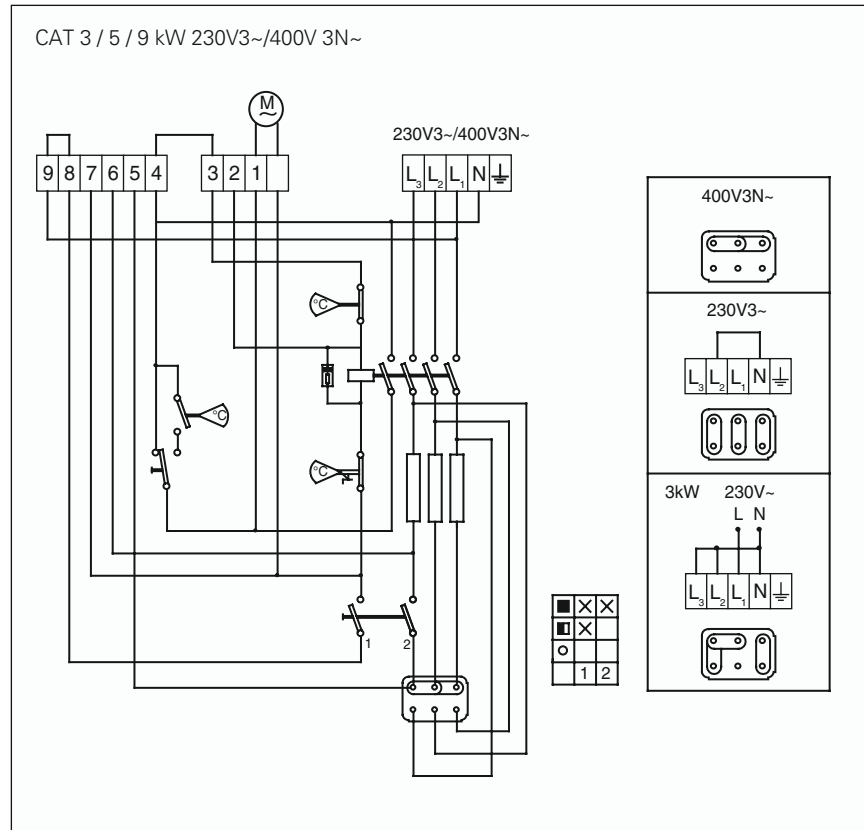 CAT 3 / 5 / 9 kW 230V3~/400V 3N~
M
~
230V3~/400V3N~
9 8 7 6 5 4 3 2 1 L3 L2 L1 N
400V3N~
°C
230V3~
L3 L2 L1 N
°C
°C
3kW 230V~
L N
L3 L2 L1 N
1 2
1 2